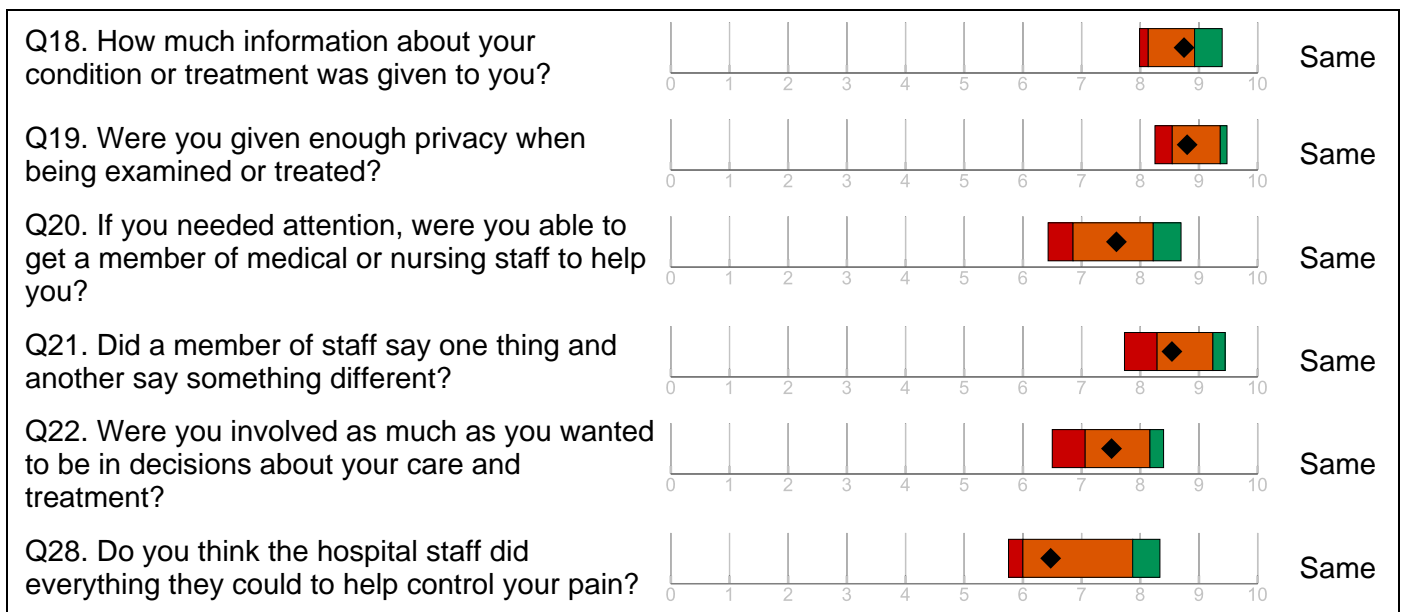 Q18. How much information about your
condition or treatment was given to you?
0 1 2 3 4 5 6 7 8 9 10
Same
Q19. Were you given enough privacy when
being examined or treated?
0 1 2 3 4 5 6 7 8 9 10
Same
Q20. If you needed attention, were you able to
get a member of medical or nursing staff to help
you?
0 1 2 3 4 5 6 7 8 9 10
Same
Q21. Did a member of staff say one thing and
another say something different?
0 1 2 3 4 5 6 7 8 9 10
Same
Q22. Were you involved as much as you wanted
to be in decisions about your care and
treatment?
0 1 2 3 4 5 6 7 8 9 10
Same
Q28. Do you think the hospital staff did
everything they could to help control your pain?
0 1 2 3 4 5 6 7 8 9 10
Same